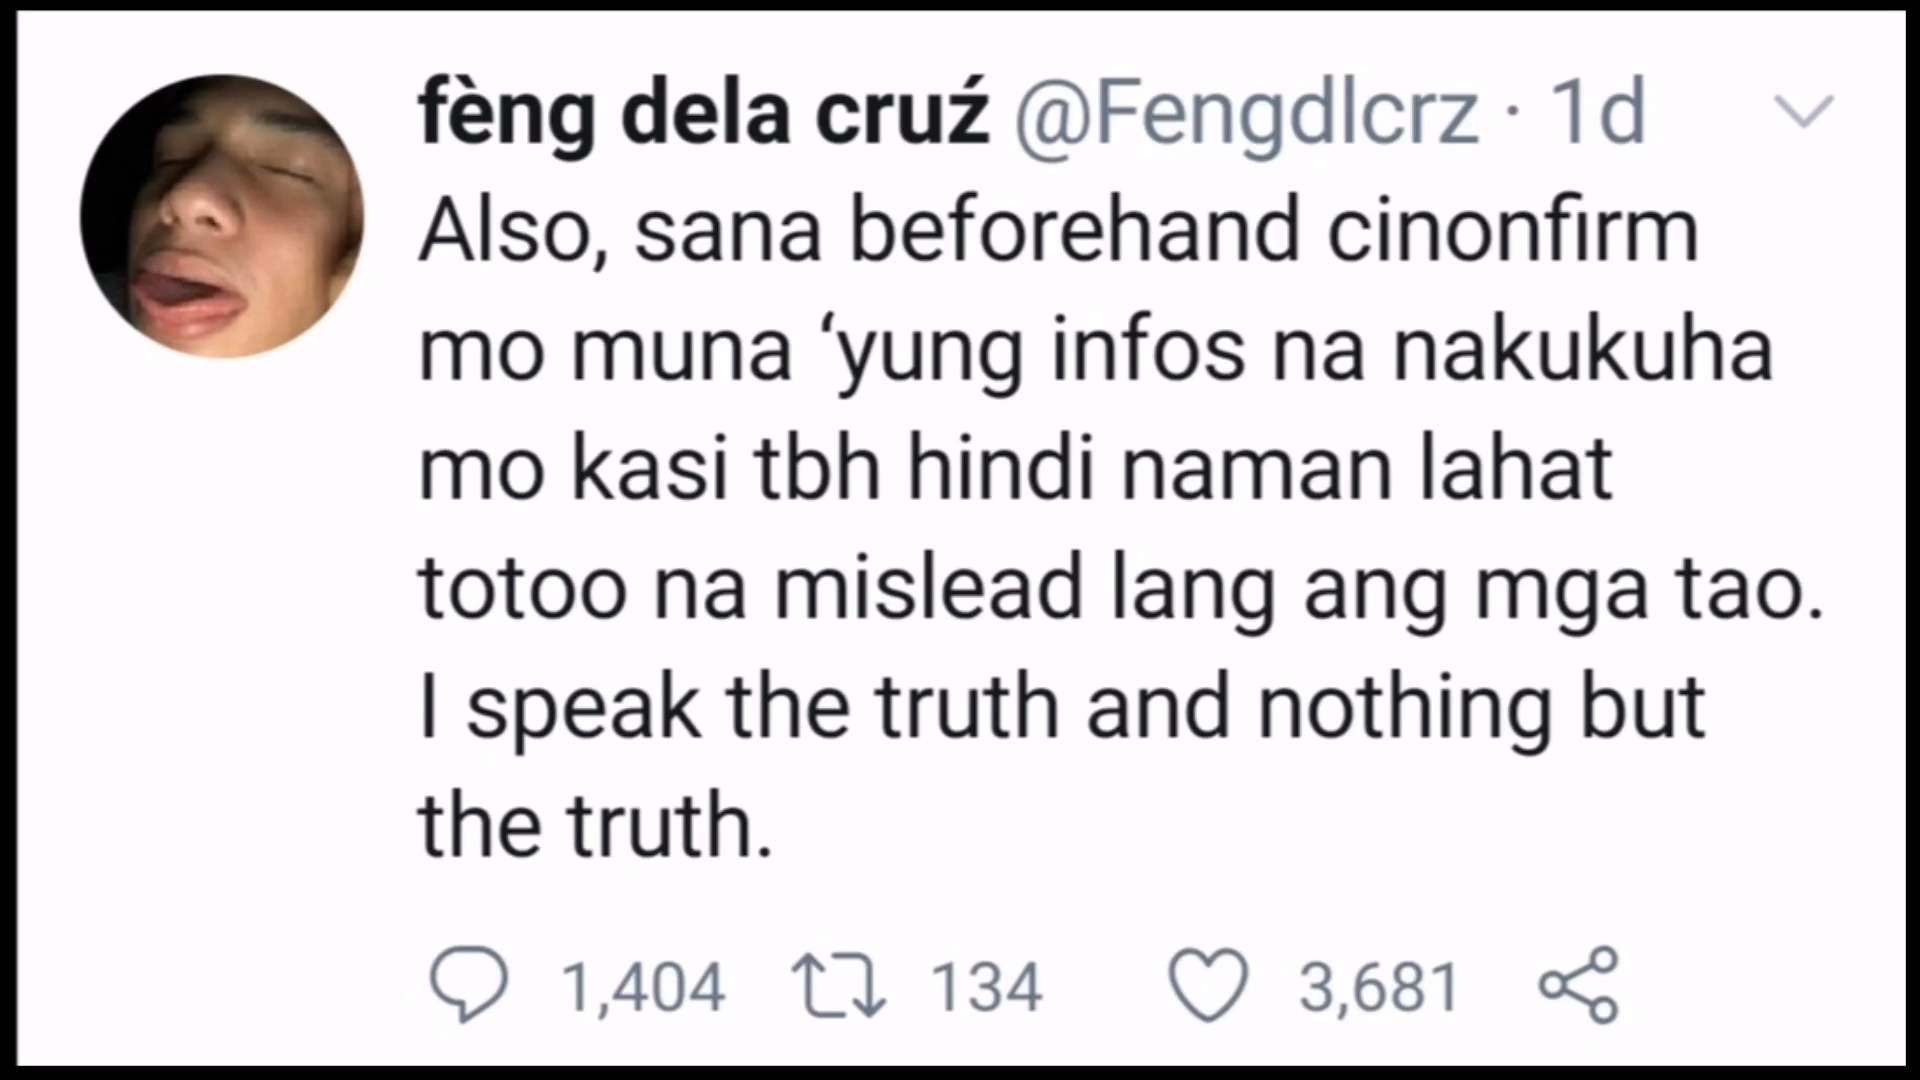 fèng dela cruź @Fengdlcrz · 1d
Also, sana beforehand cinonfirm
mo muna ‘yung infos na nakukuha
mo kasi tbh hindi naman lahat
totoo na mislead lang ang mga tao.
I speak the truth and nothing but
the truth.
1,404 134 3,681